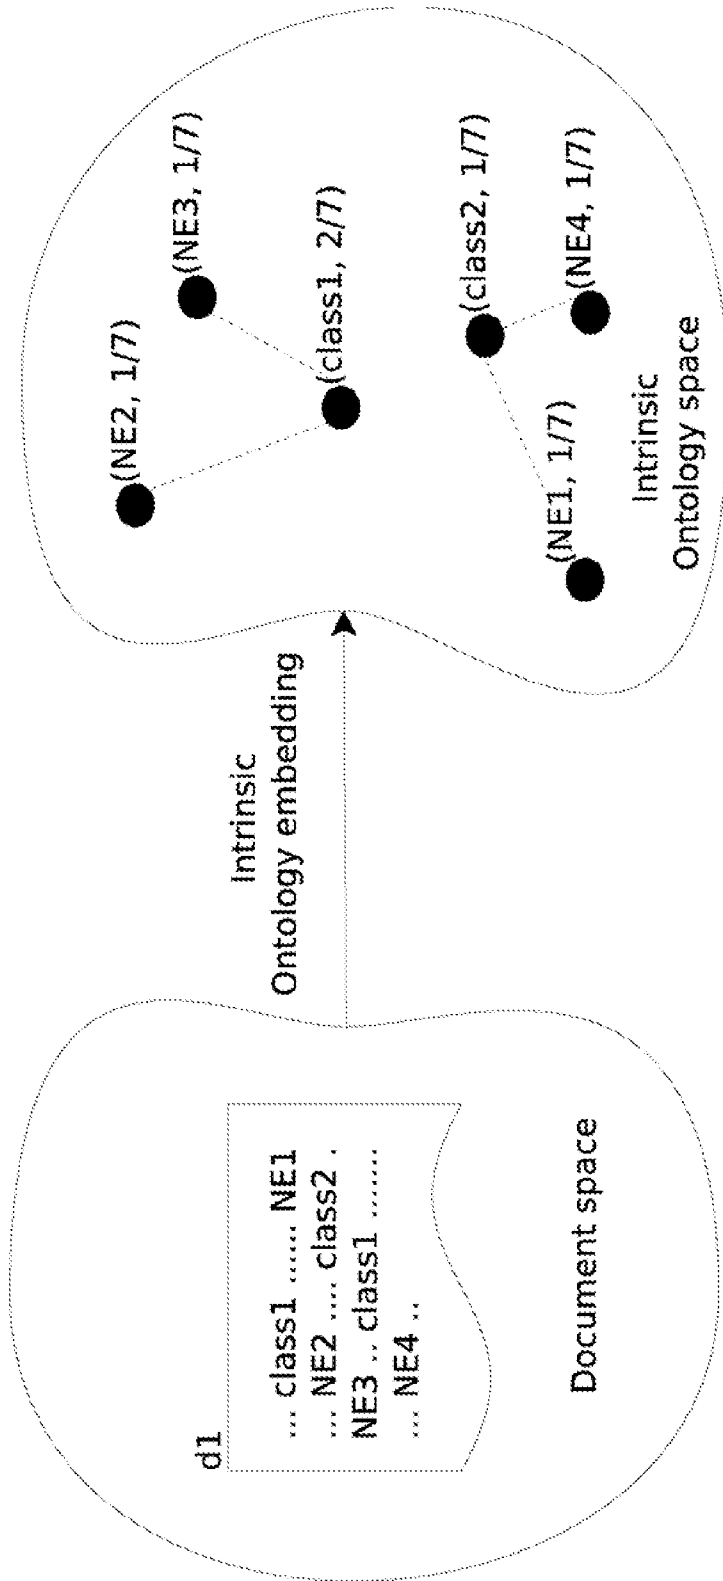 d1
... class1 ...... NE1
... NE2 .... class2 .
NE3 .. class1 .......
... NE4 ..
Document space
Intrinsic
Ontology embedding
(NE2, 1/7)
(NE3, 1/7)
(class1, 2/7)
(class2, 1/7)
(NE1, 1/7)
(NE4, 1/7)
Intrinsic
Ontology space